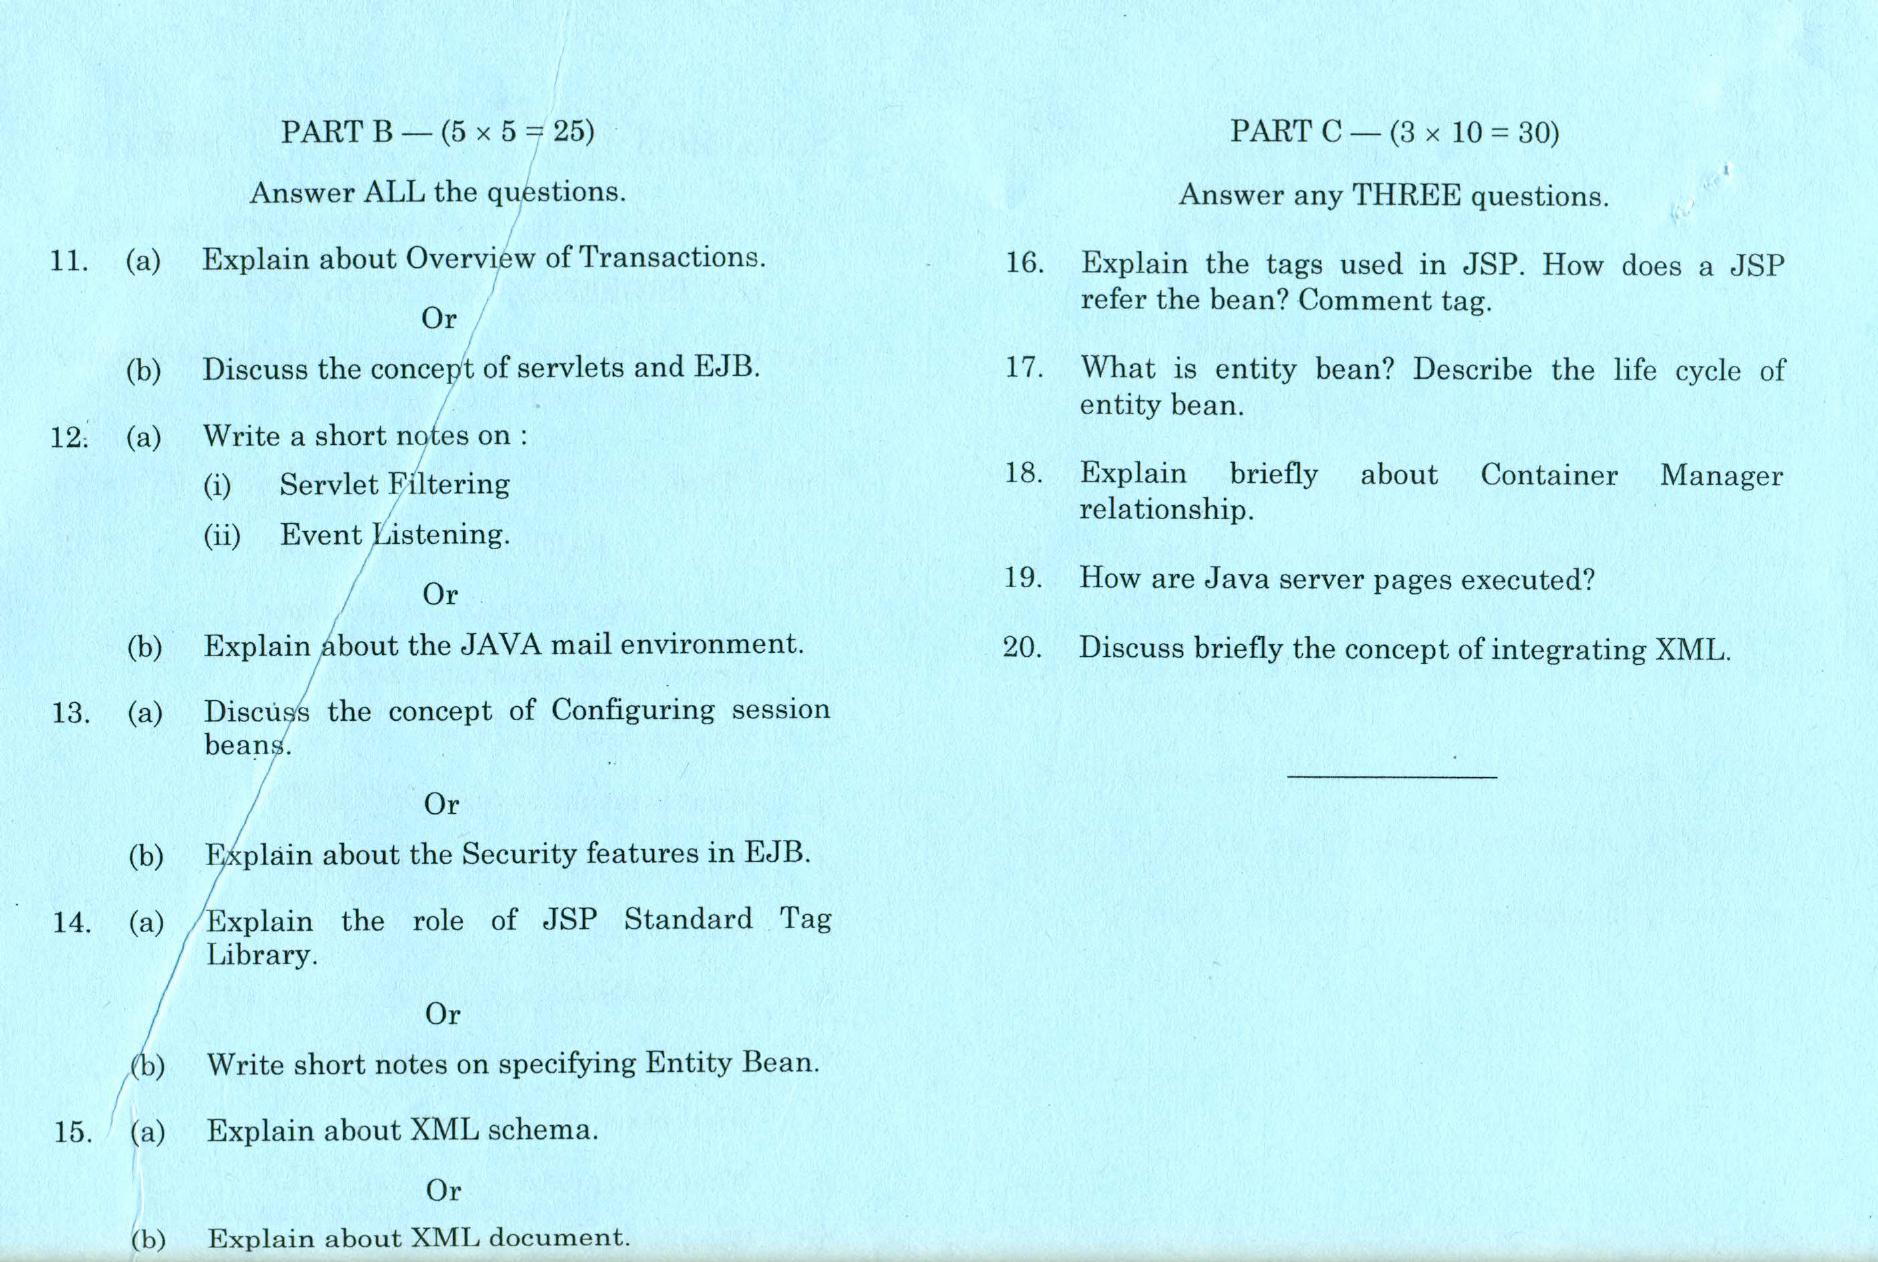 PART B — (5 × 5 = 25)
Answer ALL the questions.
11. (a) Explain about Overview of Transactions.
Or
(b) Discuss the concept of servlets and EJB.
12. (a) Write a short notes on :
(i) Servlet Filtering
(ii) Event Listening.
Or
(b) Explain about the JAVA mail environment.
13. (a) Discuss the concept of Configuring session
beans.
Or
(b) Explain about the Security features in EJB.
14. (a) Explain the role of JSP Standard Tag
Library.
Or
(b) Write short notes on specifying Entity Bean.
15. (a) Explain about XML schema.
Or
(b) Explain about XML document.
PART C — (3 × 10 = 30)
Answer any THREE questions.
16. Explain the tags used in JSP. How does a JSP
refer the bean? Comment tag.
17. What is entity bean? Describe the life cycle of
entity bean.
18. Explain briefly about Container Manager
relationship.
19. How are Java server pages executed?
20. Discuss briefly the concept of integrating XML.